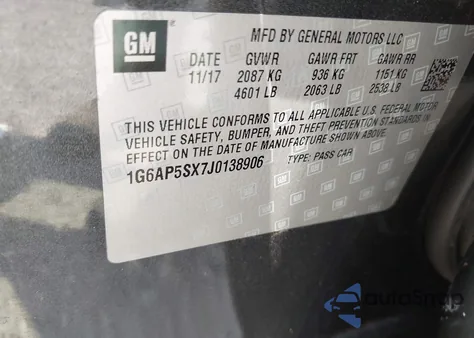 GM
MFD BY GENERAL MOTORS LLC
DATE GVWR GAWR FRT GAWR RR
11/17 2087 KG 936 KG 1151 KG
4601 LB 2063 LB 2538 LB
THIS VEHICLE CONFORMS TO ALL APPLICABLE U.S. FEDERAL MOTOR
VEHICLE SAFETY, BUMPER, AND THEFT PREVENTION STANDARDS IN
EFFECT ON THE DATE OF MANUFACTURE SHOWN ABOVE.
1G6AP5SX7J0138906 TYPE: PASS CAR
autoSnap